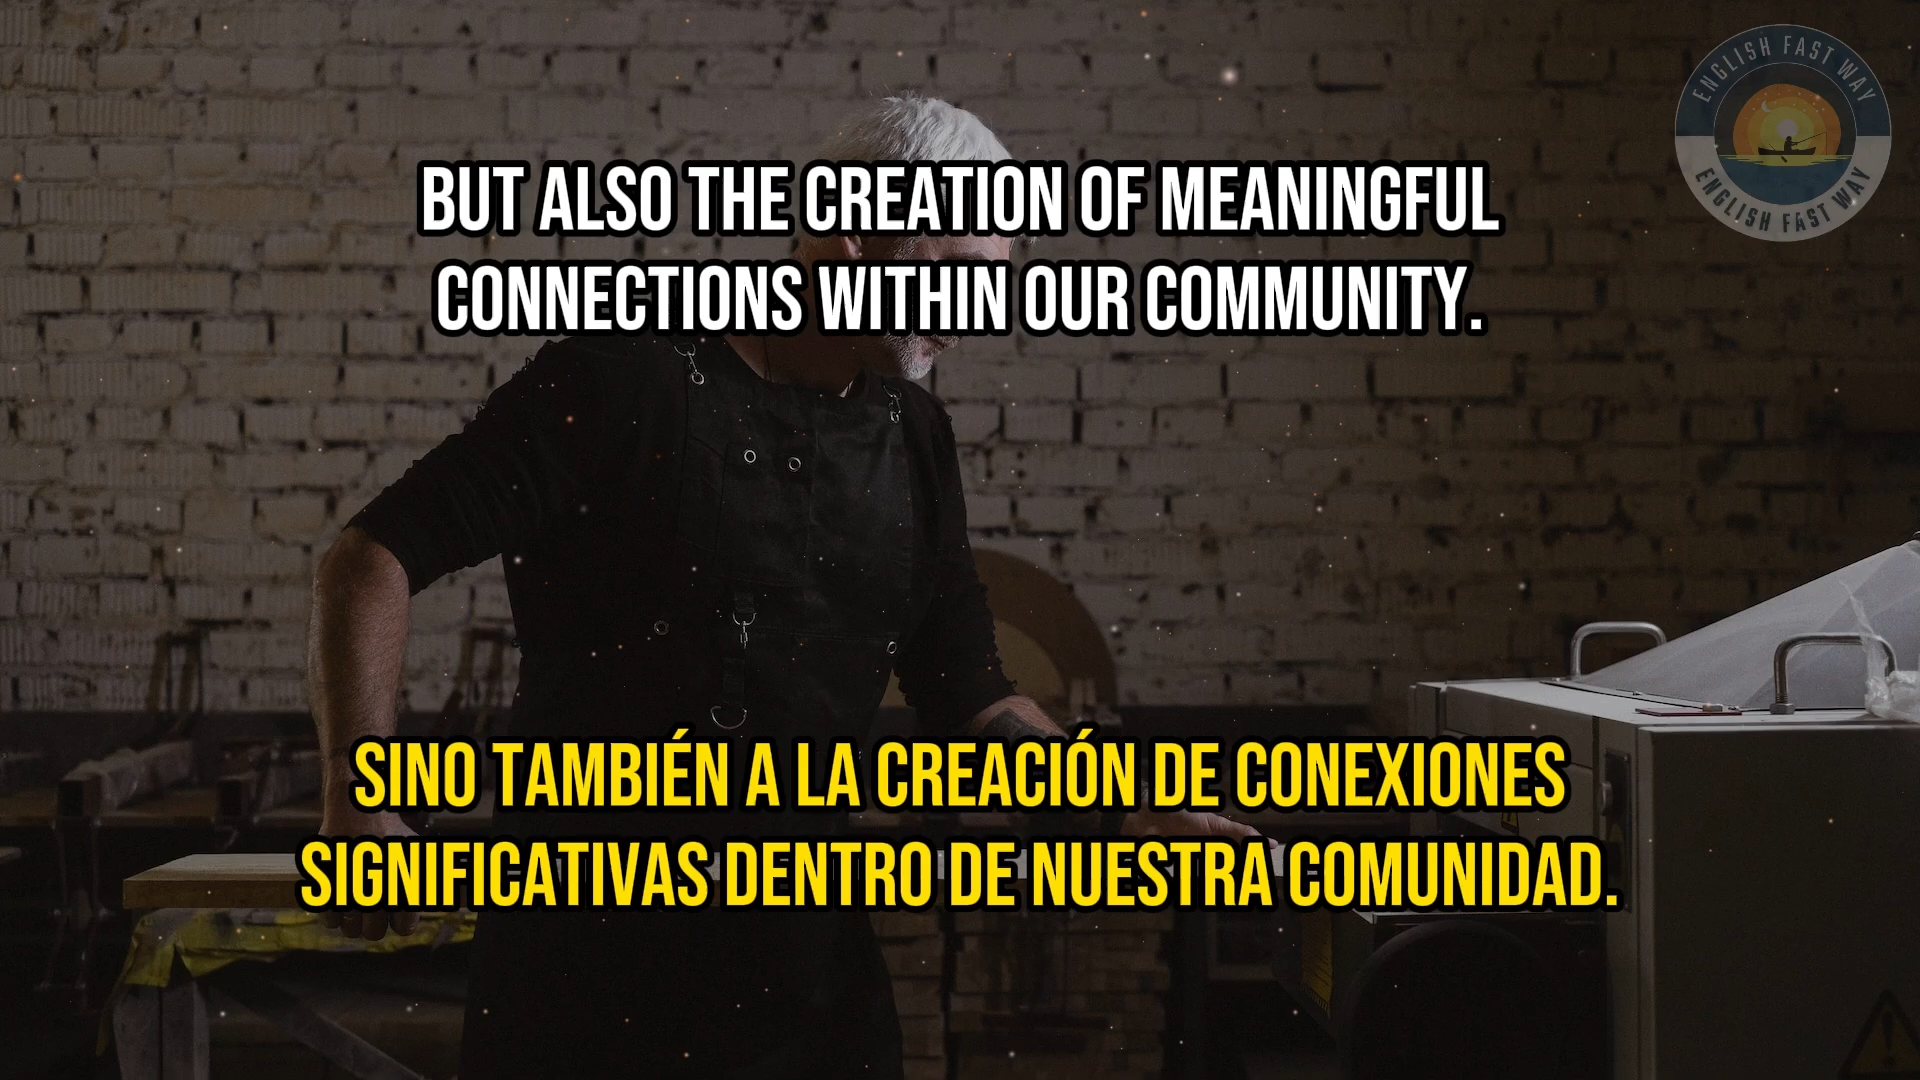 ENGLISH FAST WAY
BUT ALSO THE CREATION OF MEANINGFUL
CONNECTIONS WITHIN OUR COMMUNITY.
ENGLISH FAST WAY
SINO TAMBIÉN A LA CREACIÓN DE CONEXIONES
SIGNIFICATIVAS DENTRO DE NUESTRA COMUNIDAD.